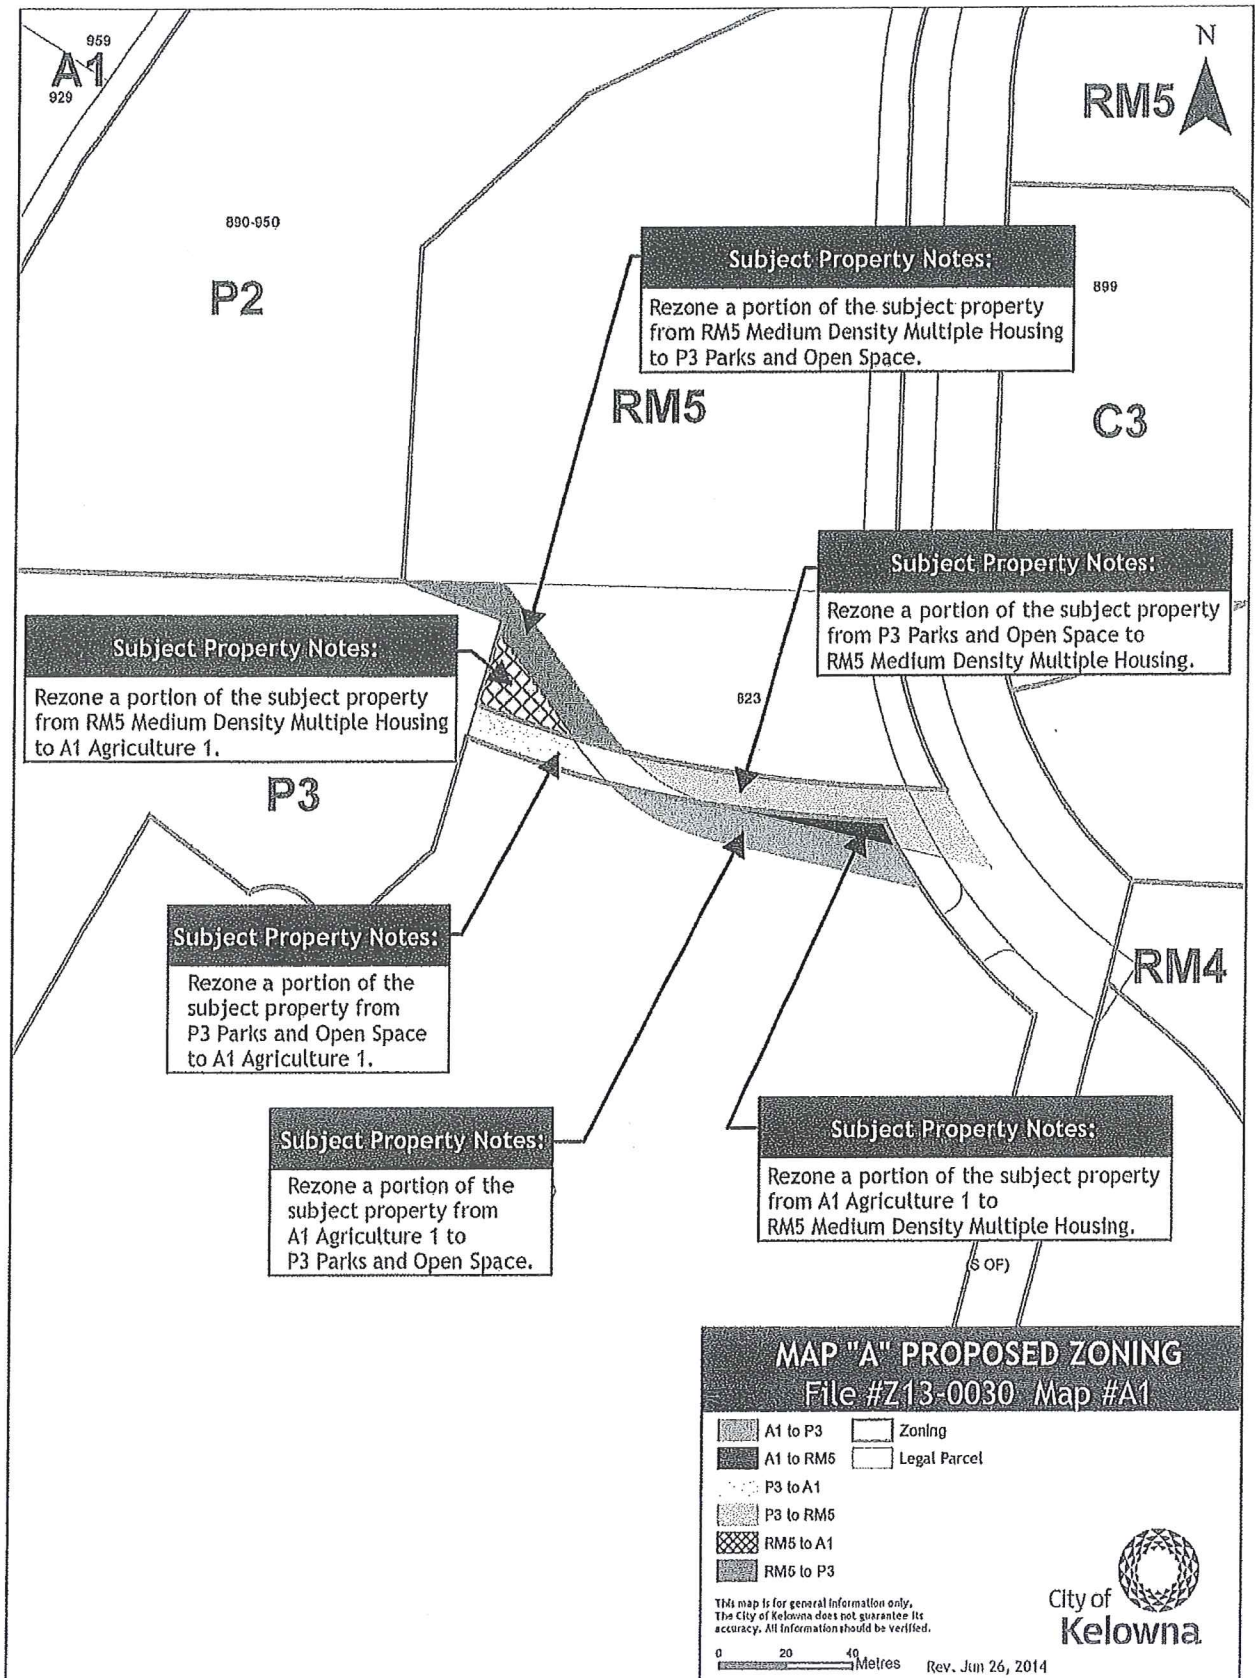 959
A1
929
N
RM5
890-950
P2
Subject Property Notes:
Rezone a portion of the subject property
from RM5 Medium Density Multiple Housing
to P3 Parks and Open Space.
899
RM5
C3
Subject Property Notes:
Rezone a portion of the subject property
from P3 Parks and Open Space to
RM5 Medium Density Multiple Housing.
Subject Property Notes:
Rezone a portion of the subject property
from RM5 Medium Density Multiple Housing
to A1 Agriculture 1.
823
P3
Subject Property Notes:
Rezone a portion of the
subject property from
P3 Parks and Open Space
to A1 Agriculture 1.
RM4
Subject Property Notes:
Rezone a portion of the
subject property from
A1 Agriculture 1 to
P3 Parks and Open Space.
Subject Property Notes:
Rezone a portion of the subject property
from A1 Agriculture 1 to
RM5 Medium Density Multiple Housing.
(S OF)
MAP "A" PROPOSED ZONING
File #Z13-0030 Map #A1
A1 to P3
Zoning
A1 to RM5
Legal Parcel
P3 to A1
P3 to RM5
RM5 to A1
RM5 to P3
This map is for general information only.
The City of Kelowna does not guarantee its
accuracy. All information should be verified.
0 20 40 Metres
Rev. Jun 26, 2014
City of
Kelowna